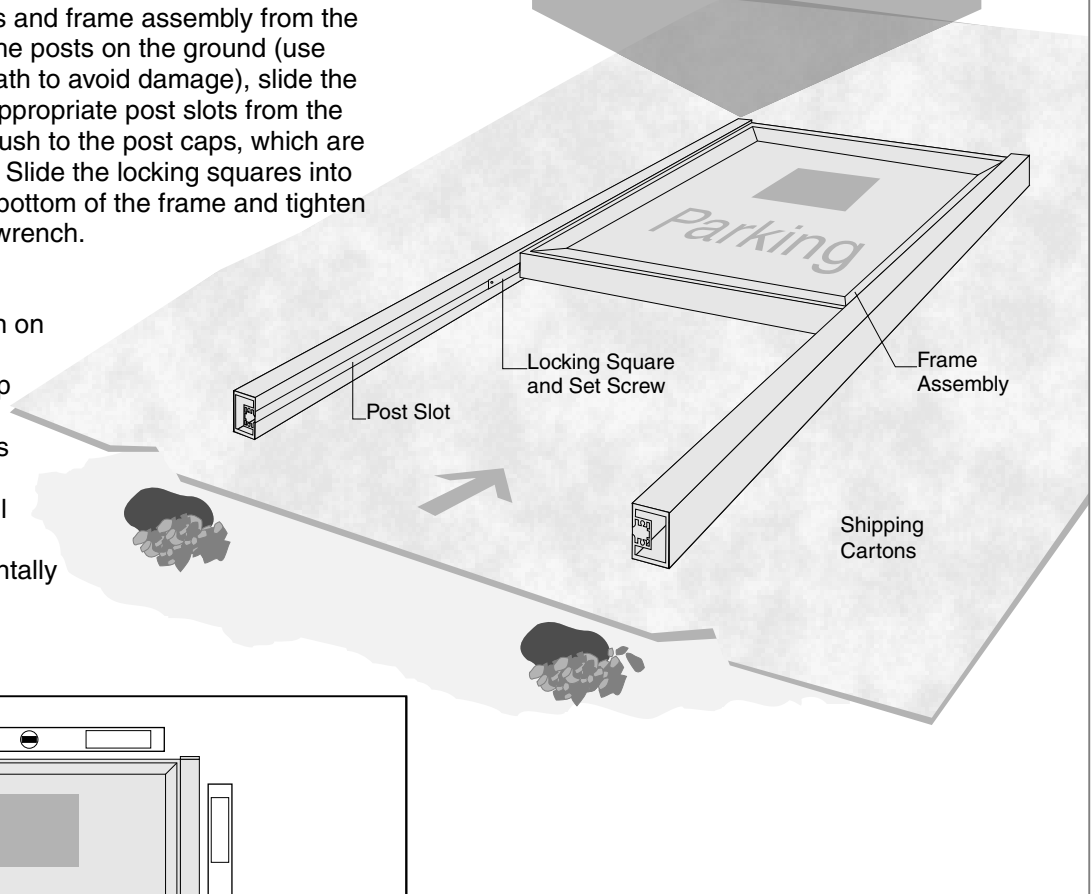 s and frame assembly from the
ne posts on the ground (use
ath to avoid damage), slide the
ppropriate post slots from the
ush to the post caps, which are
Slide the locking squares into
bottom of the frame and tighten
wrench.
n on
p
s
l
ntally
Parking
Locking Square
and Set Screw
Frame
Assembly
Post Slot
Shipping
Cartons